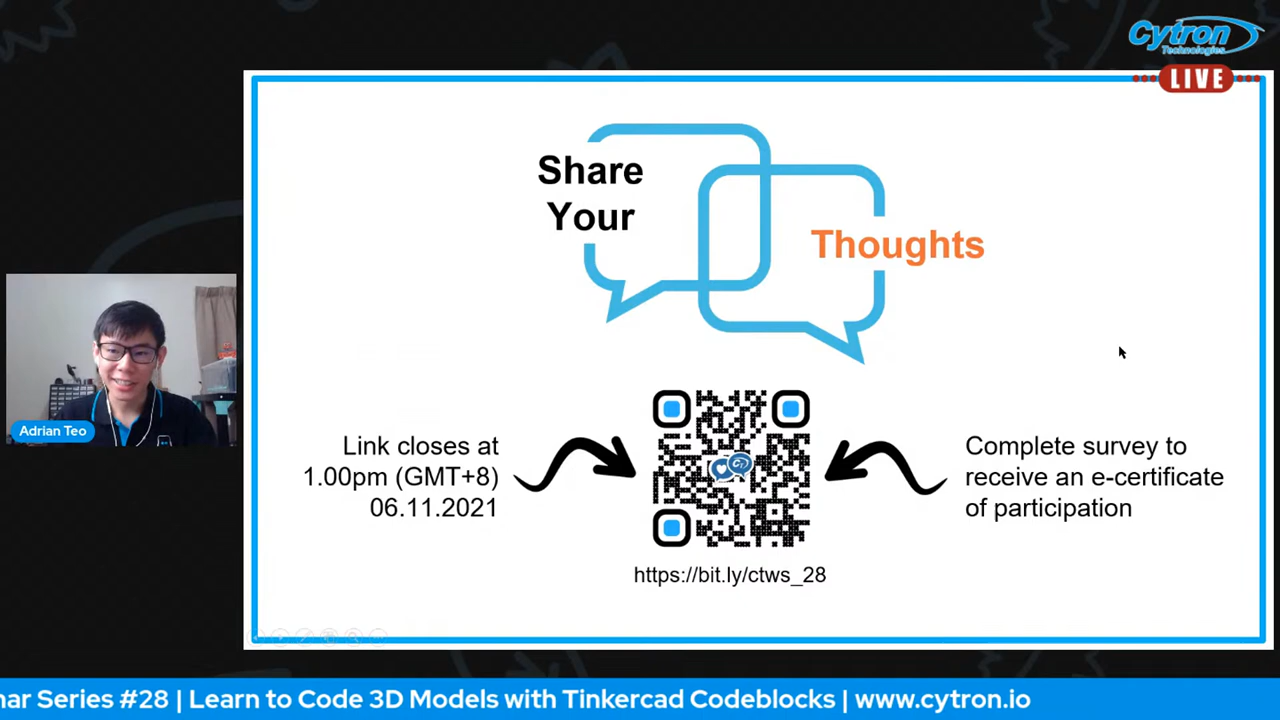 Cytron
Technologies
LIVE
Share
Your
Thoughts
Adrian Teo
Link closes at
1.00pm (GMT+8)
06.11.2021
Complete survey to
receive an e-certificate
of participation
https://bit.ly/ctws_28
Series #28 | Learn to Code 3D Models with Tinkercad Codeblocks | www.cytron.io